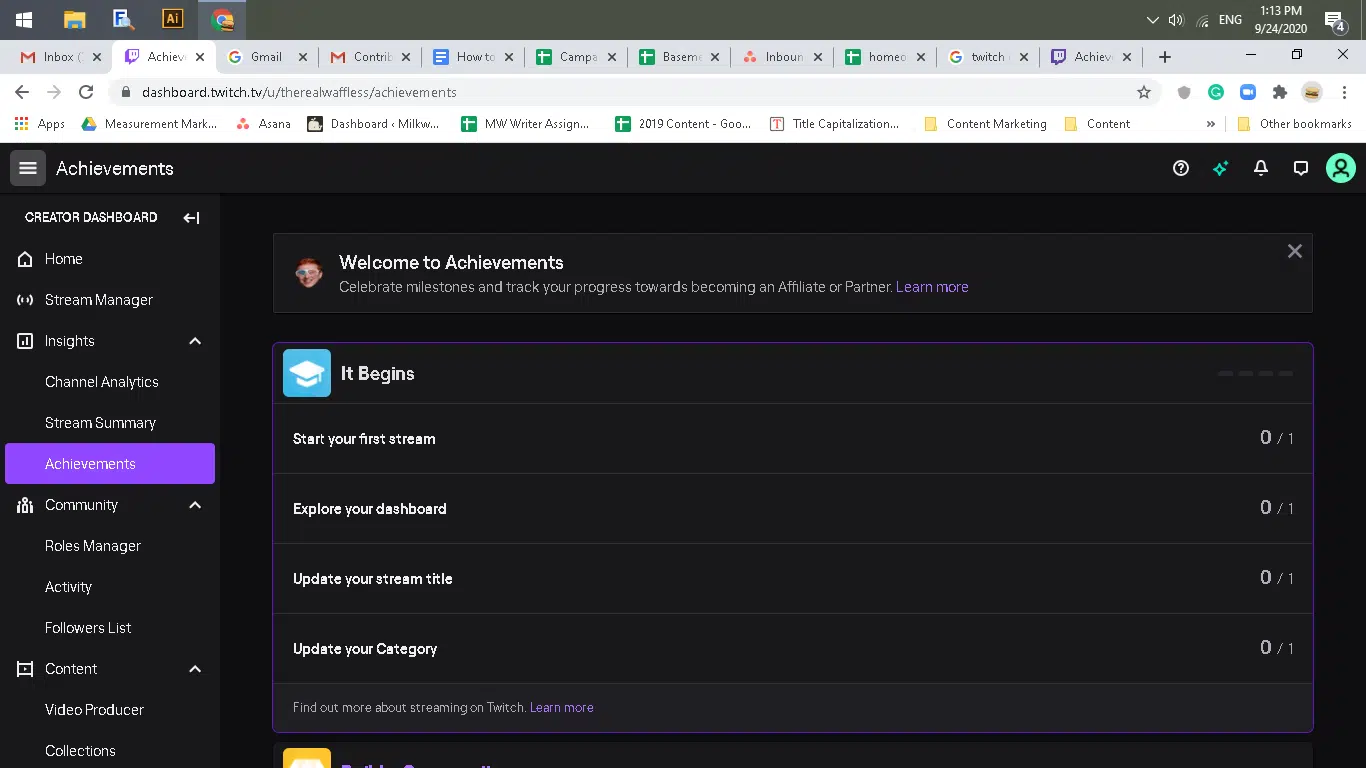 Ai
ENG
1:13 PM
9/24/2020
4
Inbox (
Achiev
Gmail
Contrib
How to
Campa
Baseme
Inboun
homeo
twitch
Achiev
dashboard.twitch.tv/u/therealwaffless/achievements
Apps
Measurement Mark...
Asana
Dashboard ‹ Milkw...
MW Writer Assign...
2019 Content - Goo...
Title Capitalization...
Content Marketing
Content
»
Other bookmarks
Achievements
CREATOR DASHBOARD
Home
Stream Manager
Insights
Channel Analytics
Stream Summary
Achievements
Community
Roles Manager
Activity
Followers List
Content
Video Producer
Collections
Welcome to Achievements
Celebrate milestones and track your progress towards becoming an Affiliate or Partner. Learn more
It Begins
Start your first stream 0 / 1
Explore your dashboard 0 / 1
Update your stream title 0 / 1
Update your Category 0 / 1
Find out more about streaming on Twitch. Learn more